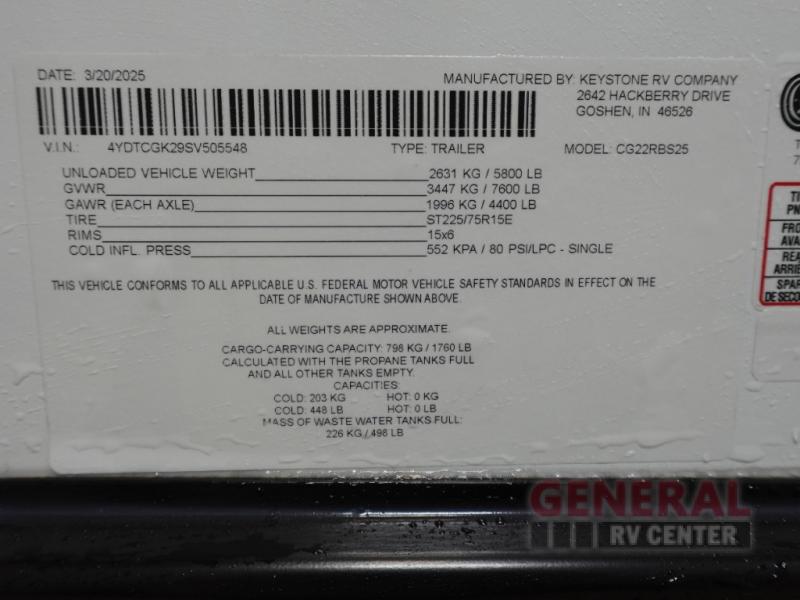 DATE: 3/20/2025
MANUFACTURED BY: KEYSTONE RV COMPANY
2642 HACKBERRY DRIVE
GOSHEN, IN 46526
V.I.N.: 4YDTCGK29SV505548 TYPE: TRAILER MODEL: CG22RBS25
UNLOADED VEHICLE WEIGHT 2631 KG / 5800 LB
GVWR 3447 KG / 7600 LB
GAWR (EACH AXLE) 1996 KG / 4400 LB
TIRE ST225/75R15E
RIMS 15x6
COLD INFL. PRESS 552 KPA / 80 PSI/LPC - SINGLE
THIS VEHICLE CONFORMS TO ALL APPLICABLE U.S. FEDERAL MOTOR VEHICLE SAFETY STANDARDS IN EFFECT ON THE
DATE OF MANUFACTURE SHOWN ABOVE.
ALL WEIGHTS ARE APPROXIMATE.
CARGO-CARRYING CAPACITY: 798 KG / 1760 LB
CALCULATED WITH THE PROPANE TANKS FULL
AND ALL OTHER TANKS EMPTY.
CAPACITIES:
COLD: 203 KG HOT: 0 KG
COLD: 448 LB HOT: 0 LB
MASS OF WASTE WATER TANKS FULL:
226 KG / 498 LB
GENERAL
RV CENTER